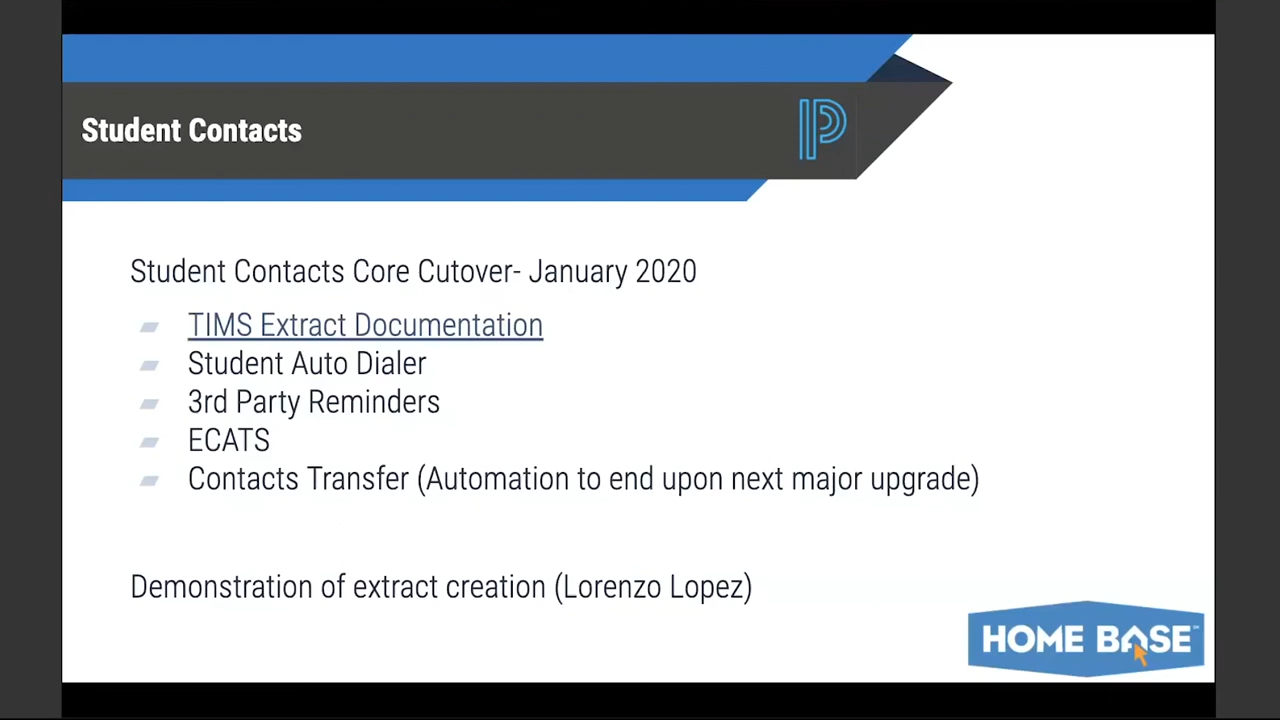 Student Contacts
Student Contacts Core Cutover- January 2020
TIMS Extract Documentation
Student Auto Dialer
3rd Party Reminders
ECATS
Contacts Transfer (Automation to end upon next major upgrade)
Demonstration of extract creation (Lorenzo Lopez)
HOME BASE